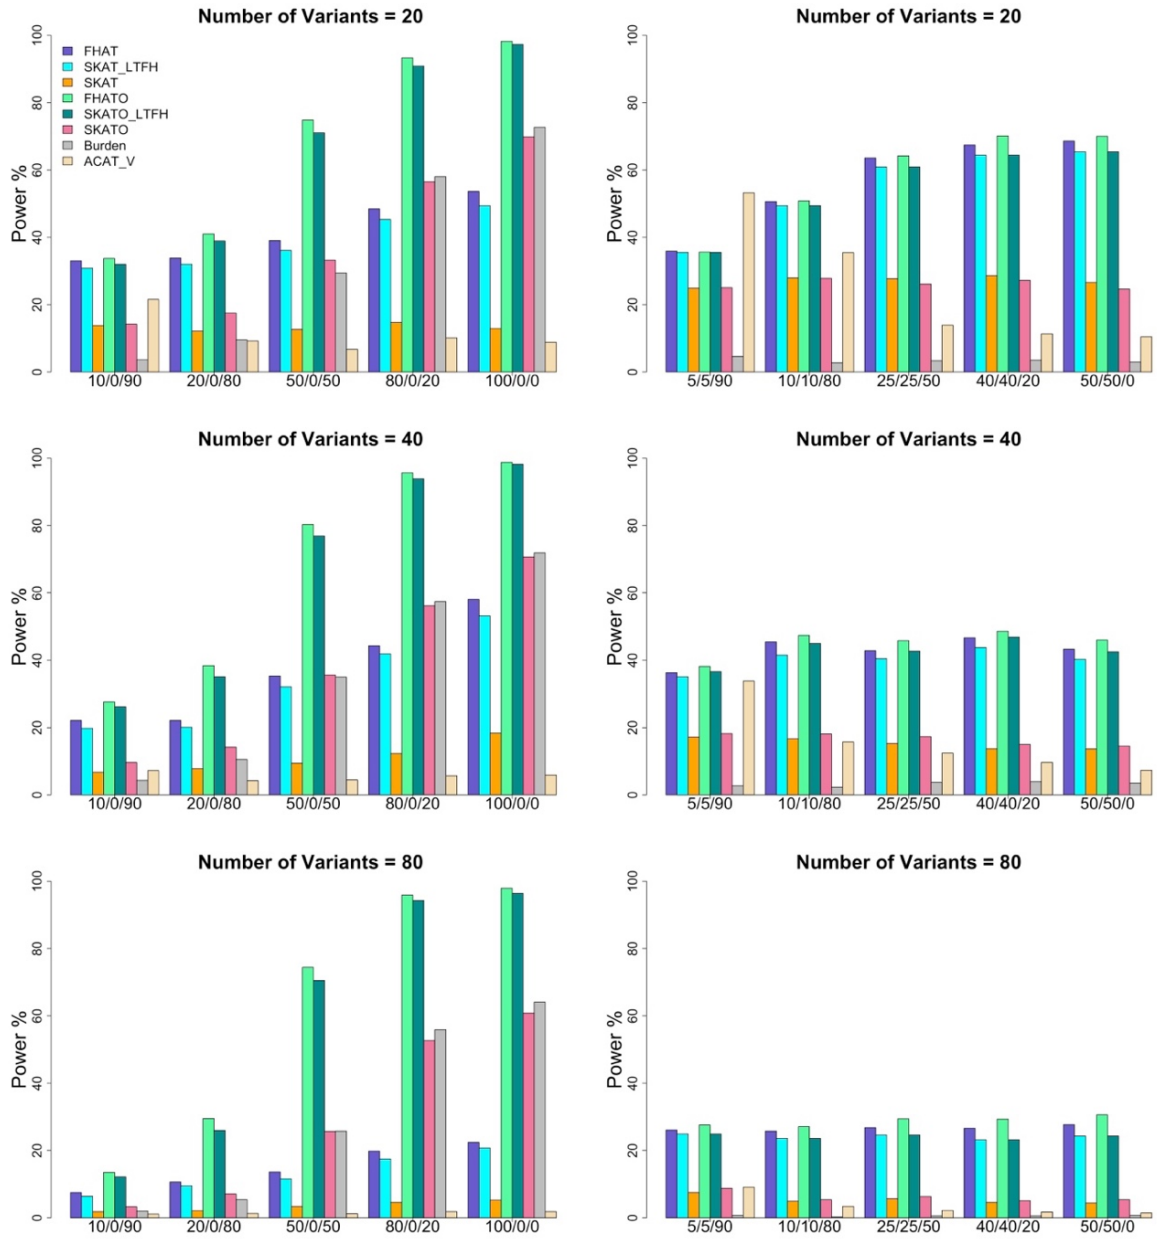 Number of Variants = 20
Power %
100
80
60
40
20
0
FHAT
SKAT_LTFH
SKAT
FHATO
SKATO_LTFH
SKATO
Burden
ACAT_V
10/0/90 20/0/80 50/0/50 80/0/20 100/0/0
Number of Variants = 20
Power %
100
80
60
40
20
0
5/5/90 10/10/80 25/25/50 40/40/20 50/50/0
Number of Variants = 40
Power %
100
80
60
40
20
0
10/0/90 20/0/80 50/0/50 80/0/20 100/0/0
Number of Variants = 40
Power %
100
80
60
40
20
0
5/5/90 10/10/80 25/25/50 40/40/20 50/50/0
Number of Variants = 80
Power %
100
80
60
40
20
0
10/0/90 20/0/80 50/0/50 80/0/20 100/0/0
Number of Variants = 80
Power %
100
80
60
40
20
0
5/5/90 10/10/80 25/25/50 40/40/20 50/50/0